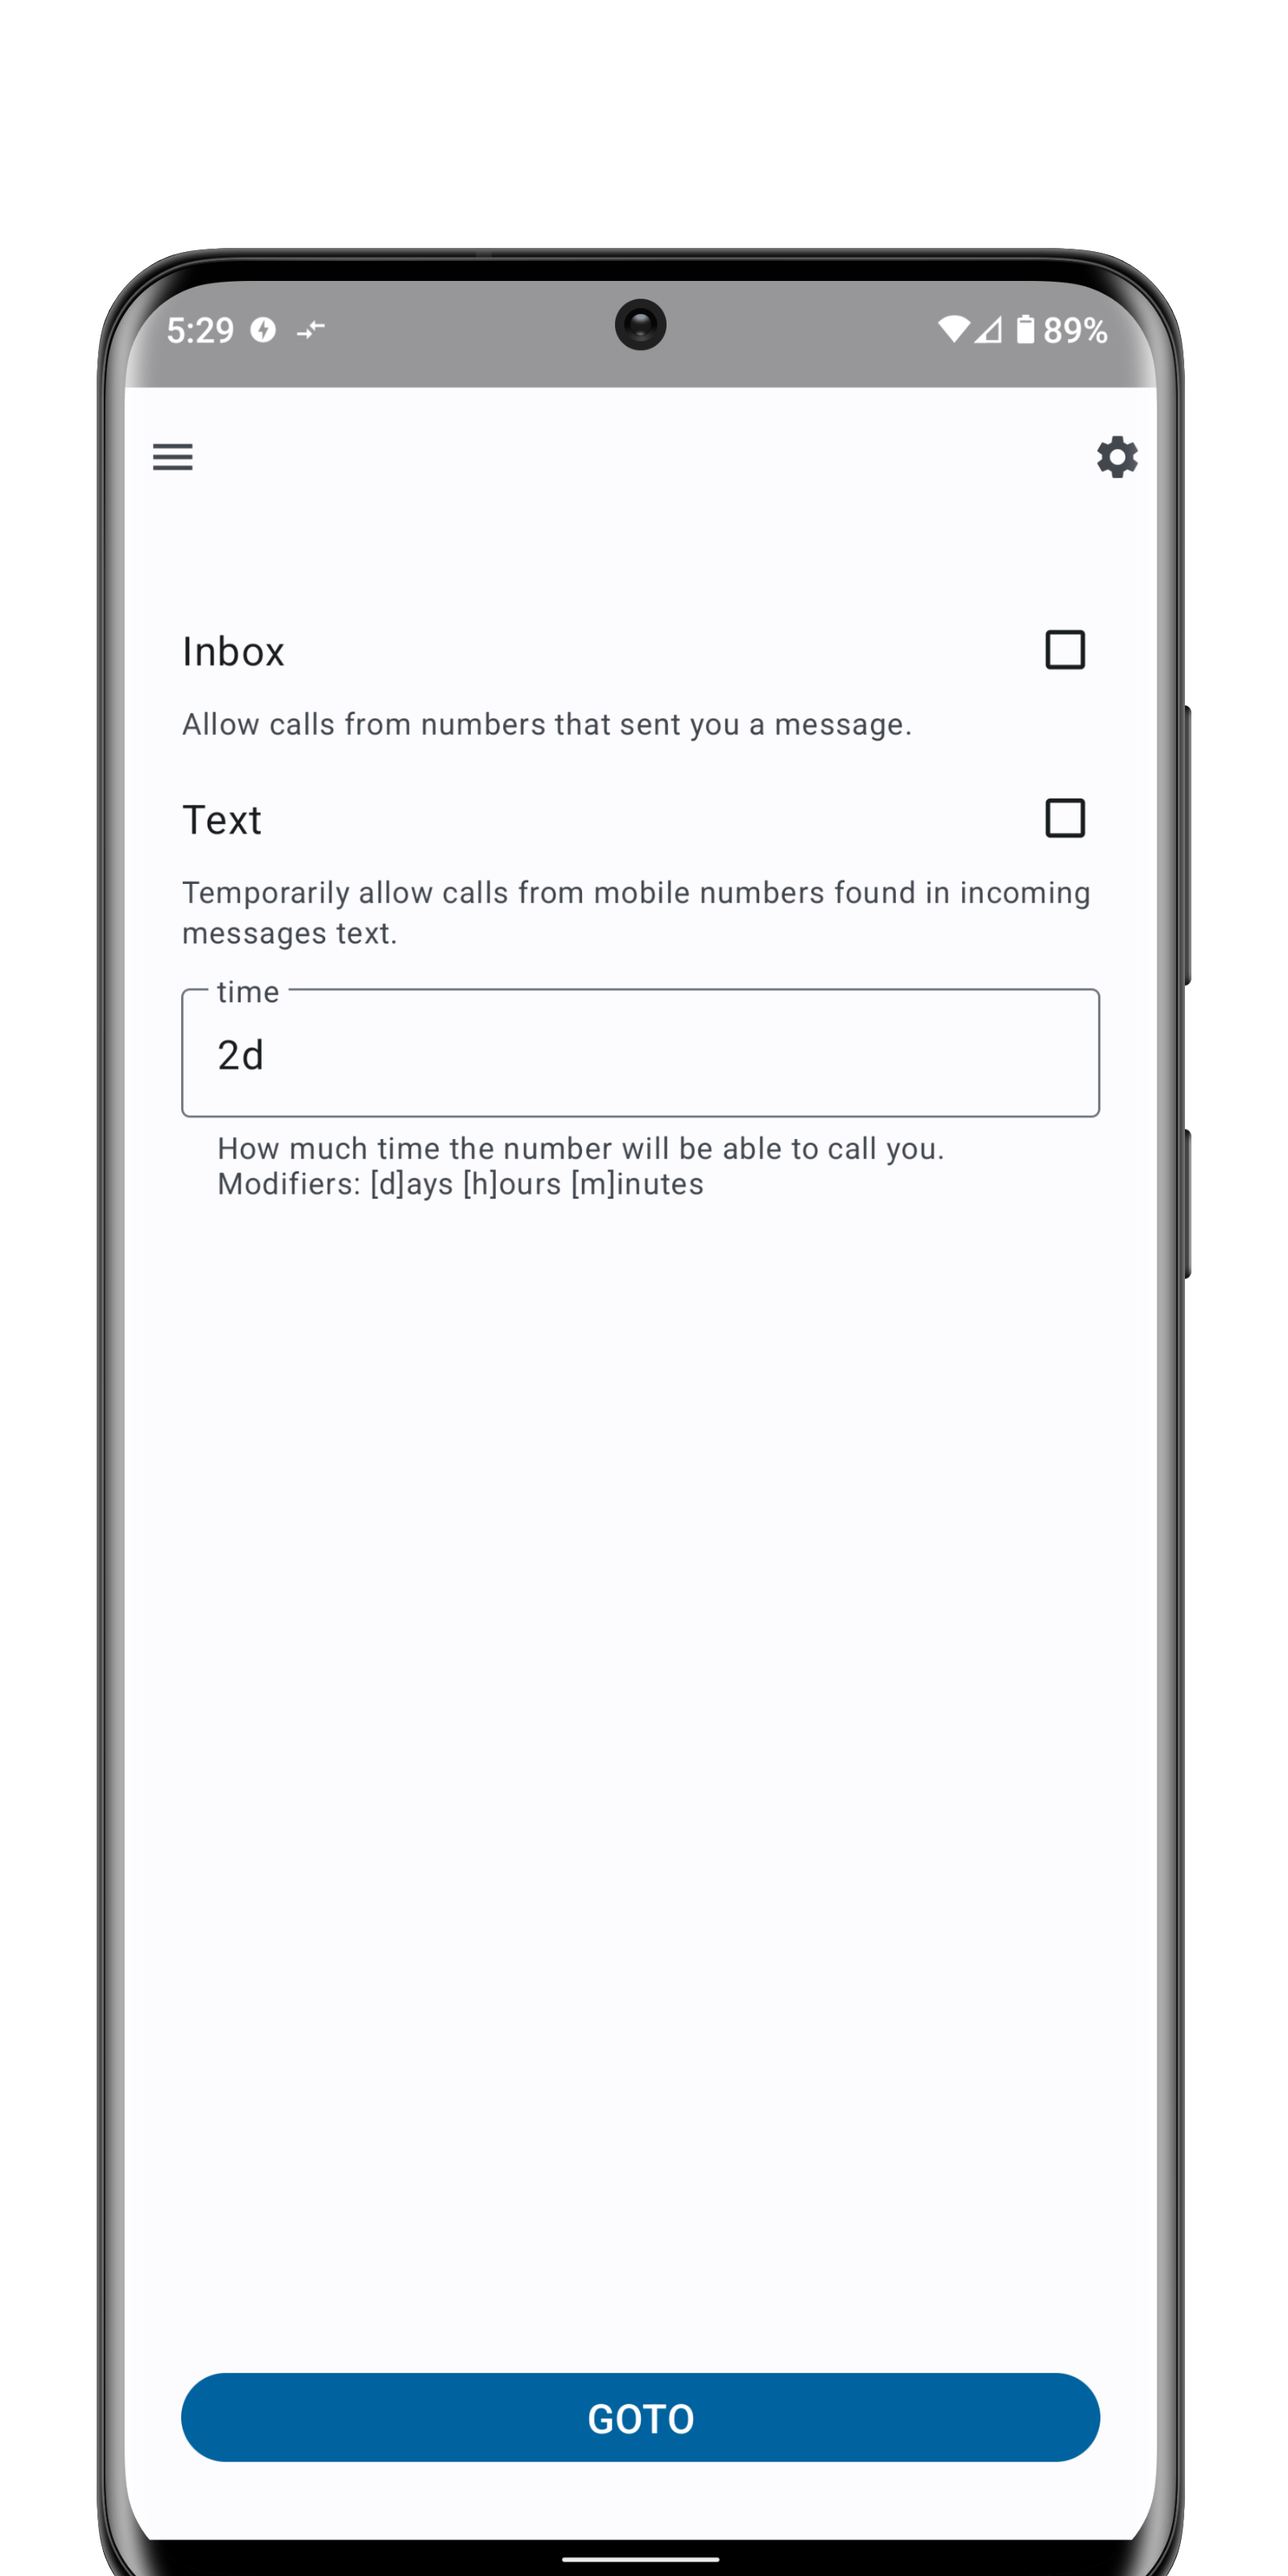 5:29
89%
Inbox
Allow calls from numbers that sent you a message.
Text
Temporarily allow calls from mobile numbers found in incoming
messages text.
time
2d
How much time the number will be able to call you.
Modifiers: [d]ays [h]ours [m]inutes
GOTO